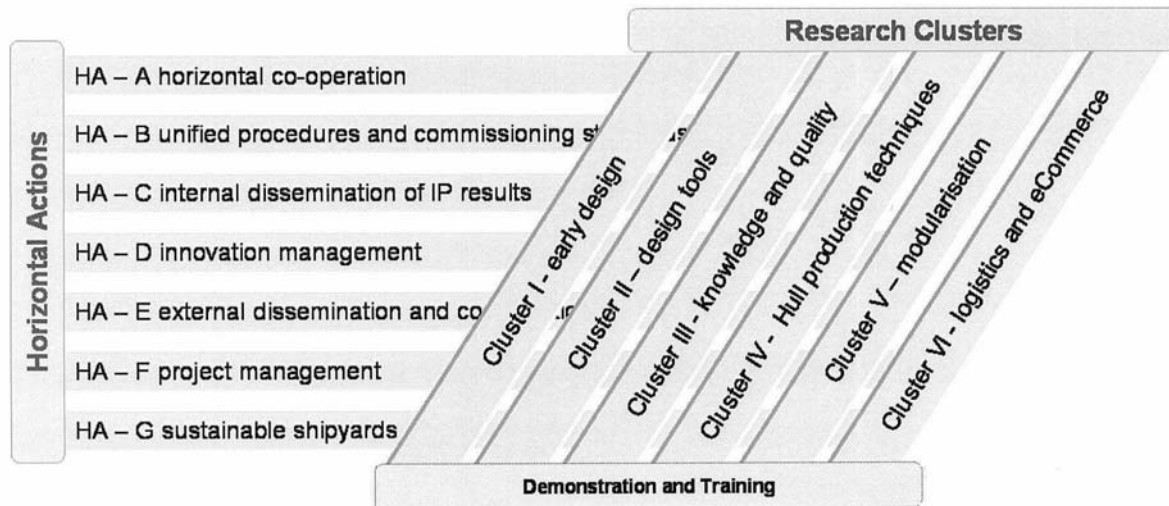 Research Clusters
Horizontal Actions
HA – A horizontal co-operation
HA – B unified procedures and commissioning
HA – C internal dissemination of IP results
HA – D innovation management
HA – E external dissemination and
HA – F project management
HA – G sustainable shipyards
Cluster I - early design
Cluster II – design tools
Cluster III - knowledge and quality
Cluster IV - Hull production techniques
Cluster V – modularisation
Cluster VI - logistics and eCommerce
Demonstration and Training